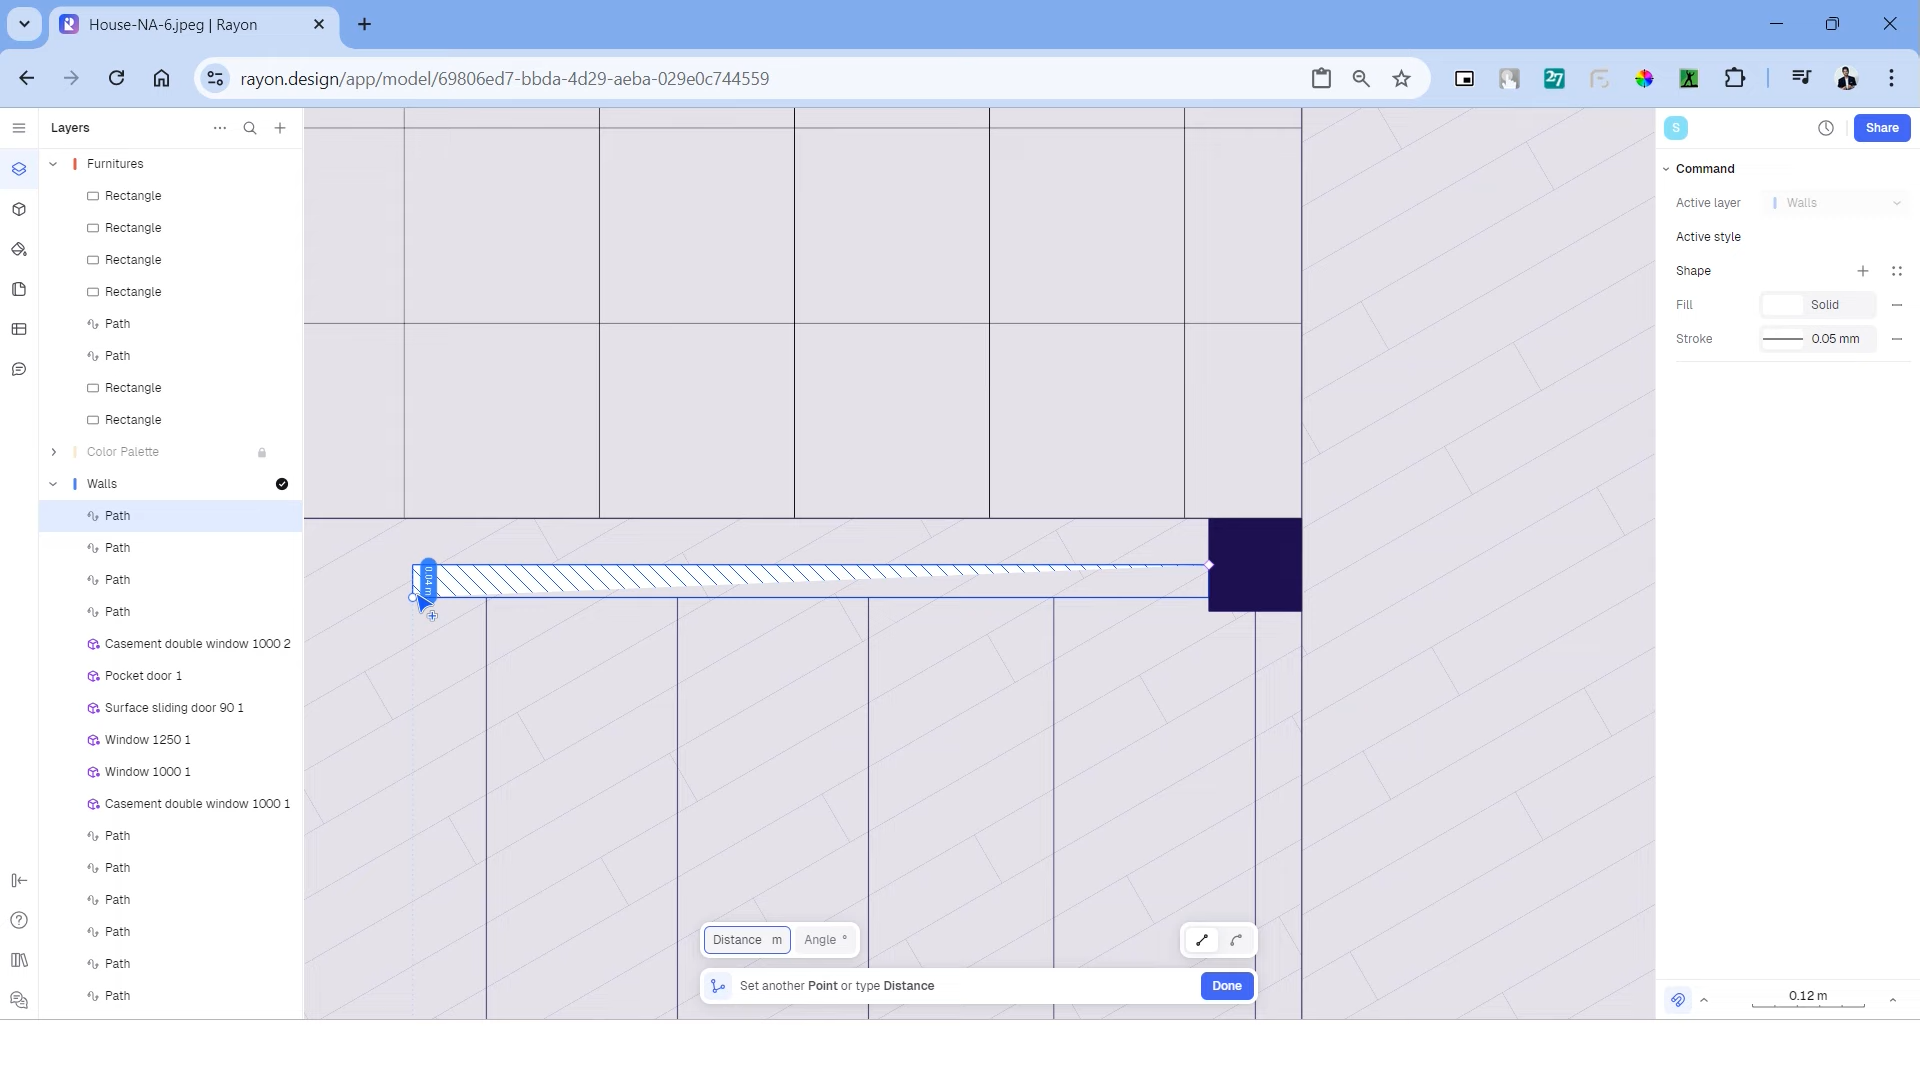 House-NA-6.jpeg | Rayon
rayon.design/app/model/69806ed7-bbda-4d29-aeba-029e0c744559
27
Layers
Furnitures
Rectangle
Rectangle
Rectangle
Rectangle
Path
Path
Rectangle
Rectangle
Color Palette
Walls
Path
Path
Path
Path
Casement double window 1000 2
Pocket door 1
Surface sliding door 90 1
Window 1250 1
Window 1000 1
Casement double window 1000 1
Path
Path
Path
Path
Path
Path
0.04 m
Distance m
Angle °
Set another Point or type Distance
Done
S
Share
Command
Active layer
Walls
Active style
Shape
Fill
Solid
Stroke
0.05 mm
0.12 m